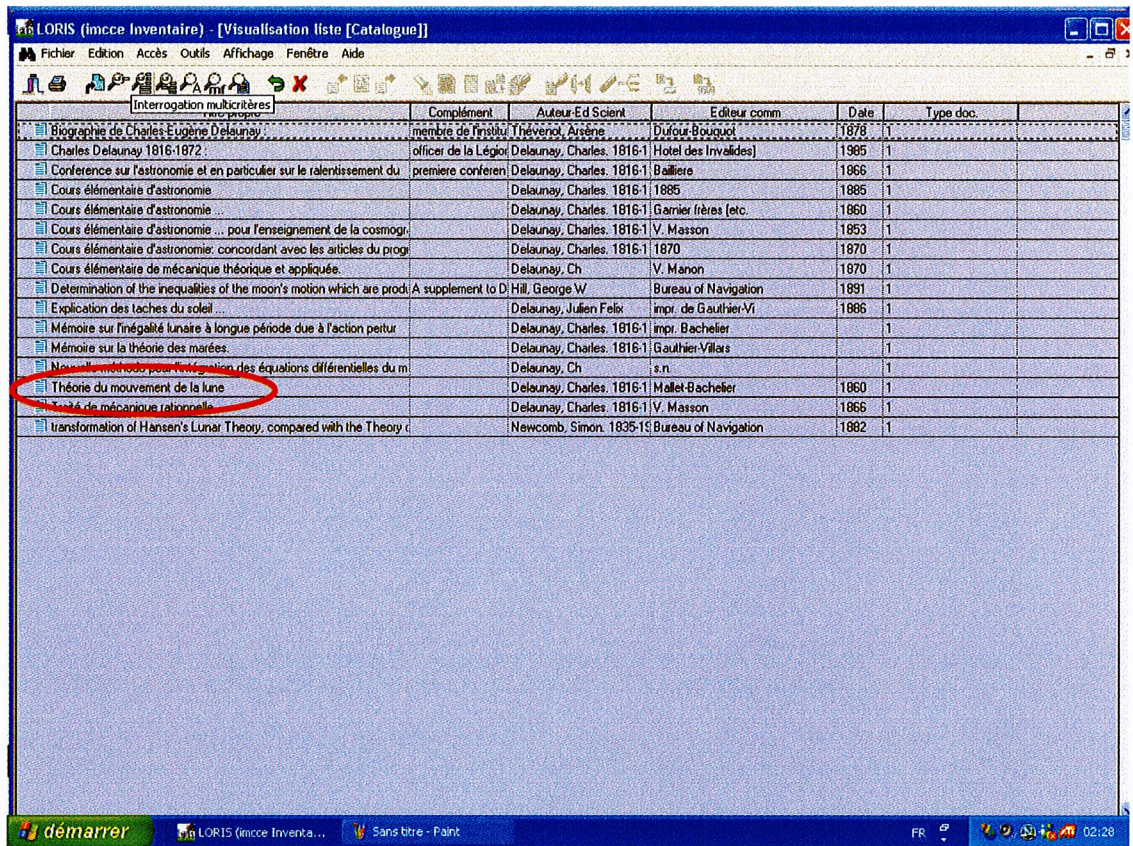 LORIS (imcce Inventaire) - [Visualisation liste [Catalogue]]
Fichier Edition Accès Outils Affichage Fenêtre Aide
Interrogation multicritères
Complément Auteur-Ed Scient Editeur comm Date Type doc.
Biographie de Charles-Eugène Delaunay : membre de l'institu Thévenot, Arsène Dufour-Bouquot 1878 1
Charles Delaunay 1816-1872 : officer de la Légior Delaunay, Charles. 1816-1 Hotel des Invalides] 1985 1
Conference sur l'astronomie et en particulier sur le ralentissement du premiere conferen Delaunay, Charles. 1816-1 Bailliere 1866 1
Cours élémentaire d'astronomie Delaunay, Charles. 1816-1 1885 1885 1
Cours élémentaire d'astronomie ... Delaunay, Charles. 1816-1 Garnier frères [etc. 1860 1
Cours élémentaire d'astronomie ... pour l'enseignement de la cosmogr. Delaunay, Charles. 1816-1 V. Masson 1853 1
Cours élémentaire d'astronomie: concordant avec les articles du progr Delaunay, Charles. 1816-1 1870 1870 1
Cours élémentaire de mécanique théorique et appliquée. Delaunay, Ch V. Manon 1870 1
Determination of the inequalities of the moon's motion which are produ A supplement to D Hill, George W Bureau of Navigation 1891 1
Explication des taches du soleil ... Delaunay, Julien Felix impr. de Gauthier-Vi 1886 1
Mémoire sur l'inégalité lunaire à longue période due à l'action pertur Delaunay, Charles. 1816-1 impr. Bachelier 1
Mémoire sur la théorie des marées. Delaunay, Charles. 1816-1 Gauthier-Villars 1
Nouvelle méthode pour l'intégration des équations différentielles du m Delaunay, Ch s.n. 1
Théorie du mouvement de la lune Delaunay, Charles. 1816-1 Mallet-Bachelier 1860 1
Traité de mécanique rationnelle Delaunay, Charles. 1816-1 V. Masson 1866 1
transformation of Hansen's Lunar Theory, compared with the Theory o Newcomb, Simon. 1835-19 Bureau of Navigation 1882 1
démarrer LORIS (imcce Inventa... Sans titre - Paint FR 02:28